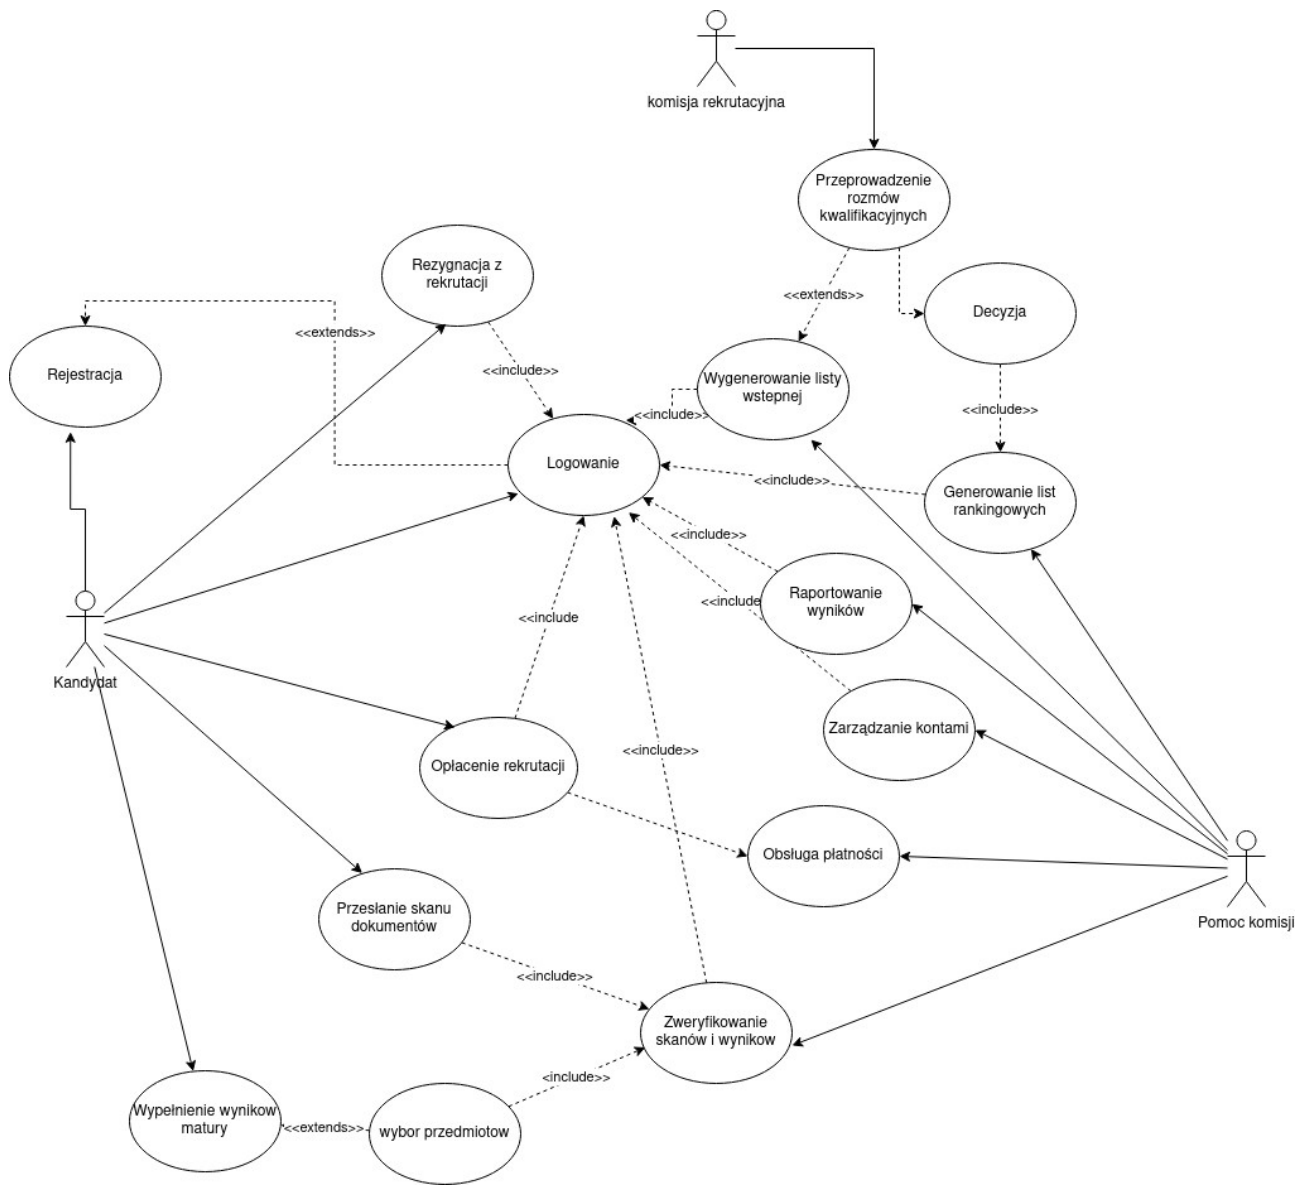 komisja rekrutacyjna
Przeprowadzenie
rozmów
kwalifikacyjnych
Rezygnacja z
rekrutacji
<<extends>>
Decyzja
<<extends>>
Rejestracja
<<include>>
Wygenerowanie listy
wstepnej
<<include>>
<<include>>
Logowanie
<<include>>
Generowanie list
rankingowych
<<include>>
Raportowanie
wyników
<<include
<<include
Kandydat
Zarządzanie kontami
<<include>>
Opłacenie rekrutacji
Obsługa płatności
Pomoc komisji
Przesłanie skanu
dokumentów
<<include>>
Zweryfikowanie
skanów i wynikow
<include>>
Wypełnienie wynikow
matury
<<extends>>
wybor przedmiotow